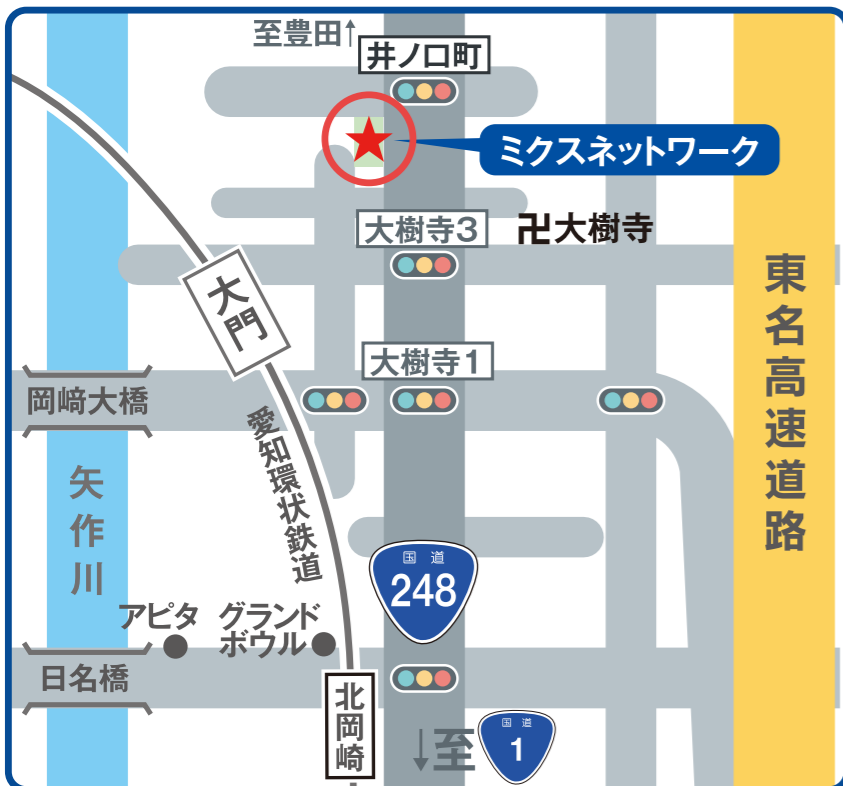 至豊田↑
井ノ口町
ミクスネットワーク
大樹寺3
卍大樹寺
大門
東名高速道路
大樹寺1
岡﨑大橋
愛知環状鉄道
矢作川
国道
248
アピタ
グランド
ボウル
日名橋
北岡崎
↓至
国道
1